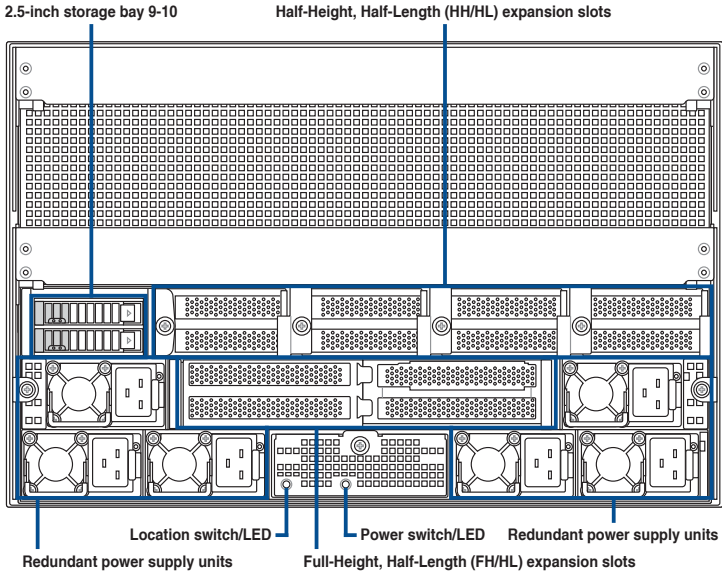 2.5-inch storage bay 9-10
Half-Height, Half-Length (HH/HL) expansion slots
Location switch/LED
Power switch/LED
Redundant power supply units
Redundant power supply units
Full-Height, Half-Length (FH/HL) expansion slots